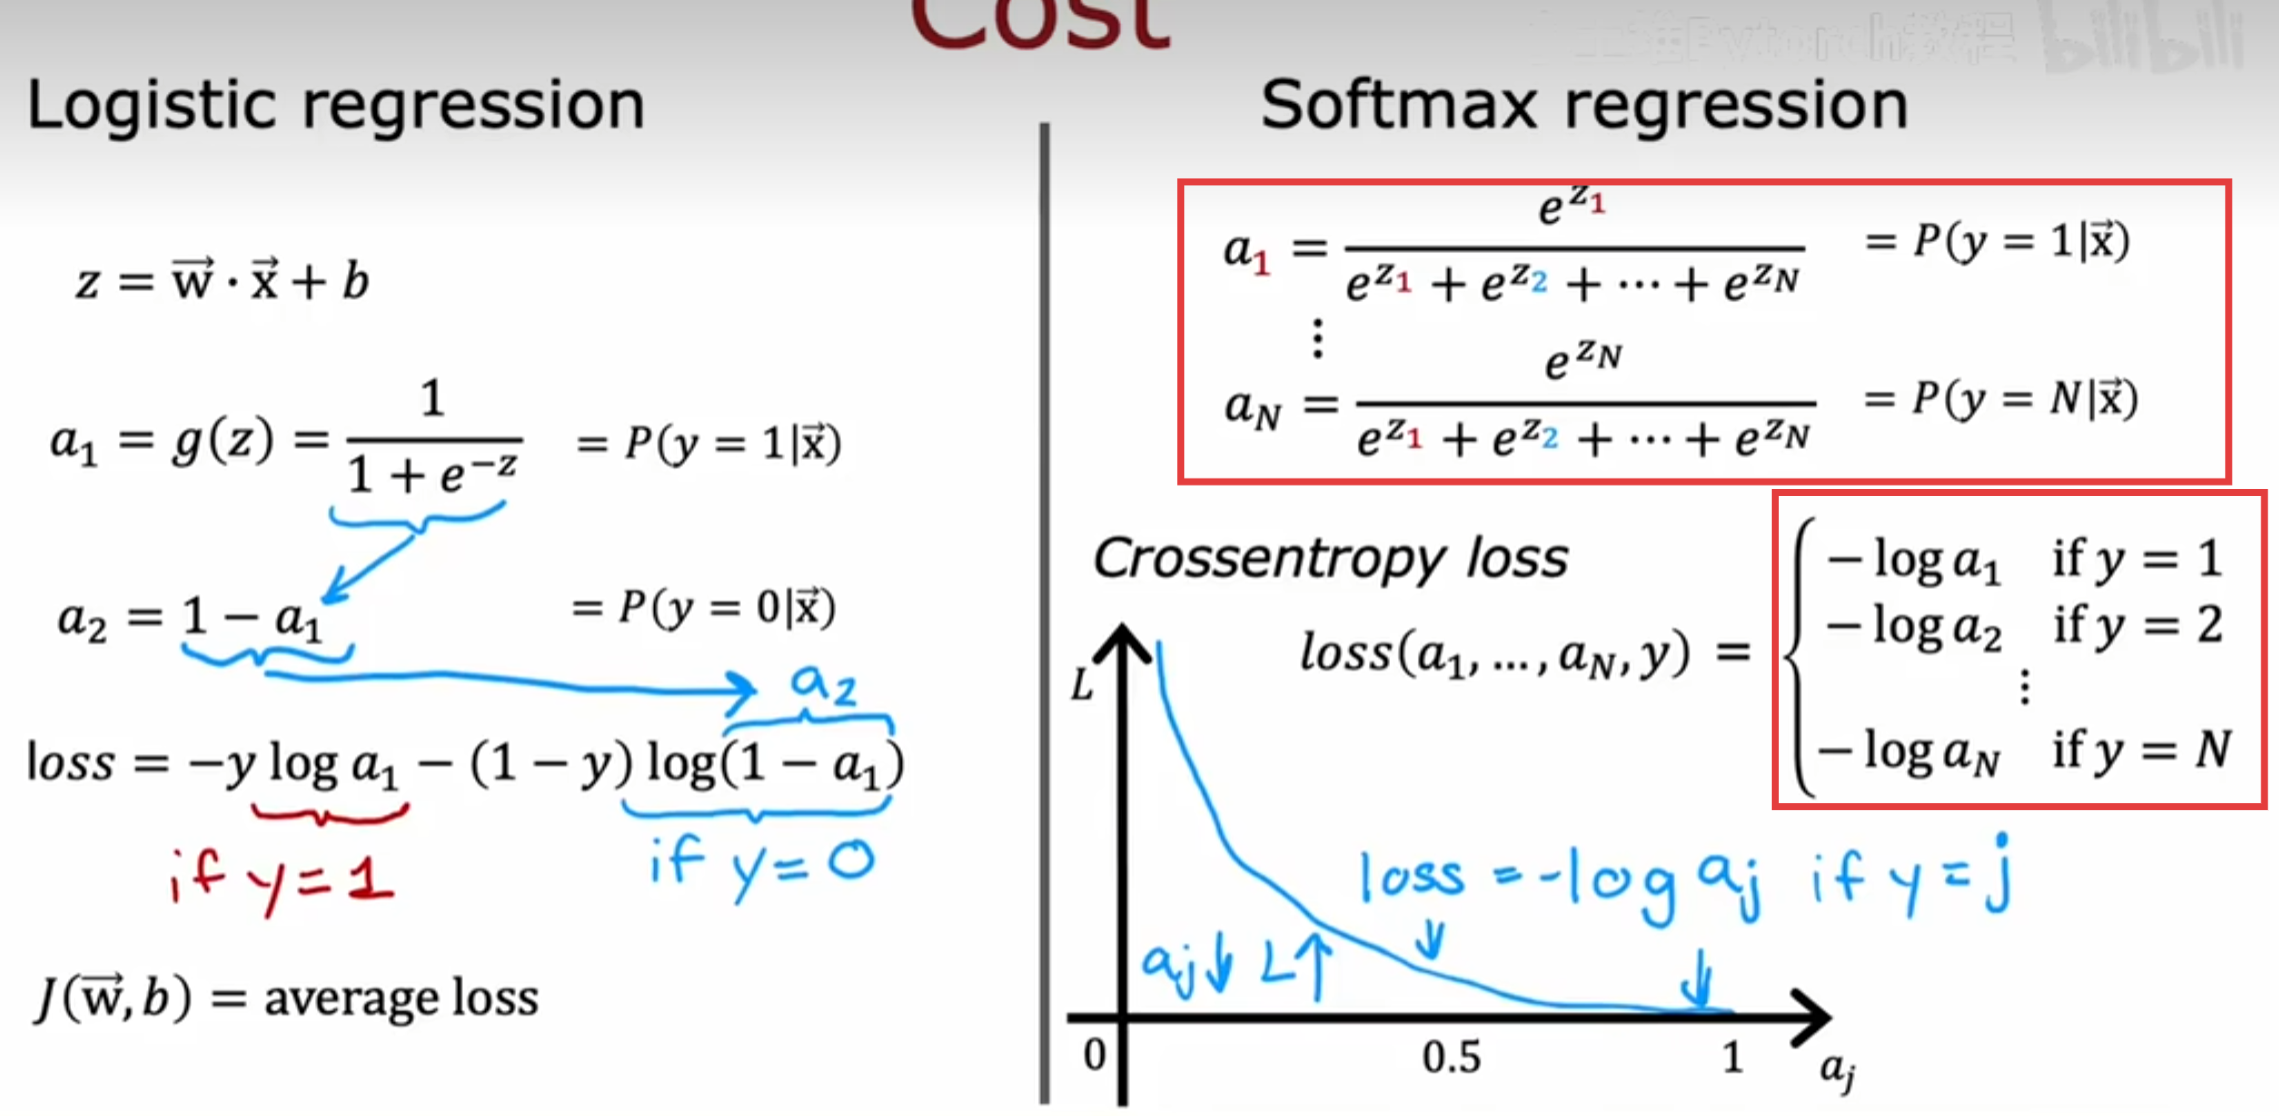 Cost
bilibili
Logistic regression
z = w⃗ · x⃗ + b
a₁ = g(z) = 1 / (1 + e⁻ᶻ) = P(y = 1|x⃗)
a₂ = 1 − a₁ = P(y = 0|x⃗)
a₂
loss = −y log a₁ − (1 − y) log(1 − a₁)
if y=1
if y=0
J(w⃗, b) = average loss
Softmax regression
a₁ = e^{z₁} / (e^{z₁} + e^{z₂} + ⋯ + e^{z_N}) = P(y = 1|x⃗)
⋮
a_N = e^{z_N} / (e^{z₁} + e^{z₂} + ⋯ + e^{z_N}) = P(y = N|x⃗)
Crossentropy loss
loss(a₁, …, a_N, y) =
− log a₁ if y = 1
− log a₂ if y = 2
⋮
− log a_N if y = N
L
loss = -log aj if y = j
aj↓ L↑
0 0.5 1 a_j